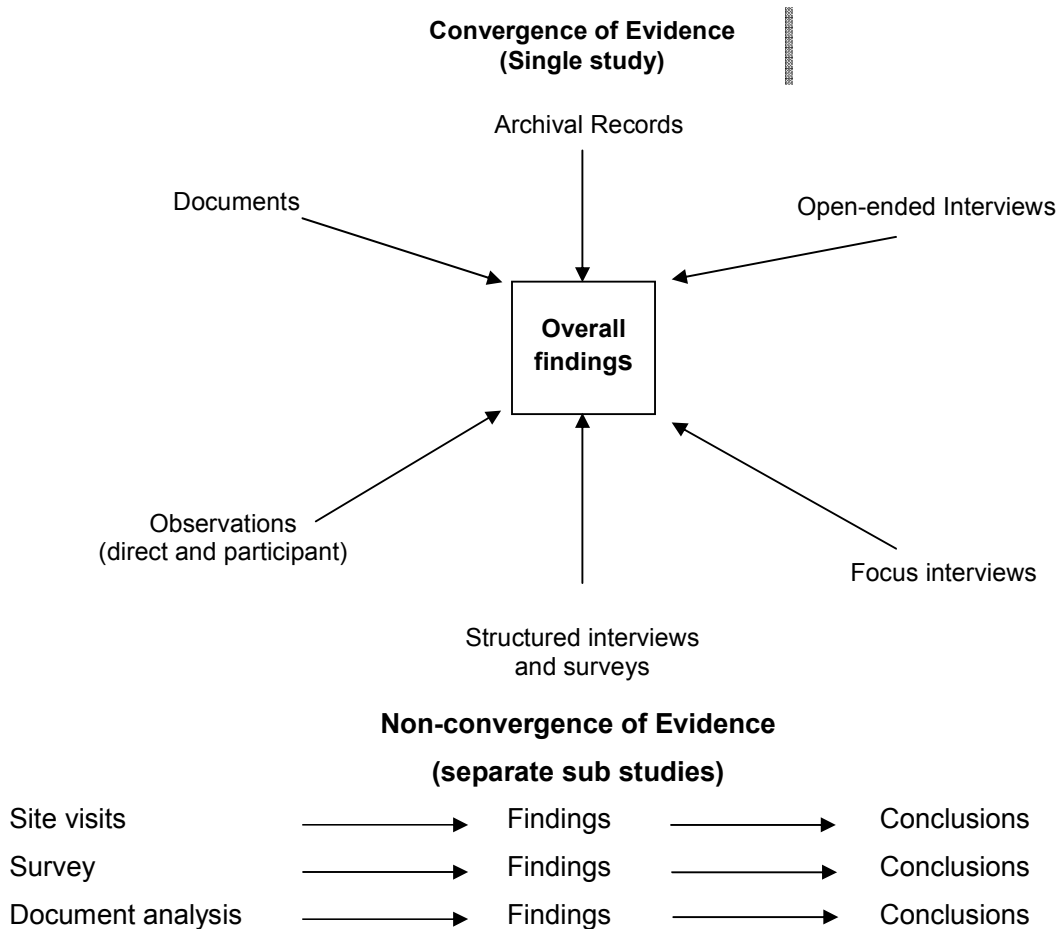 Convergence of Evidence
(Single study)
Archival Records
Documents
Open-ended Interviews
Overall
findings
Observations
(direct and participant)
Focus interviews
Structured interviews
and surveys
Non-convergence of Evidence
(separate sub studies)
Site visits Findings Conclusions
Survey Findings Conclusions
Document analysis Findings Conclusions